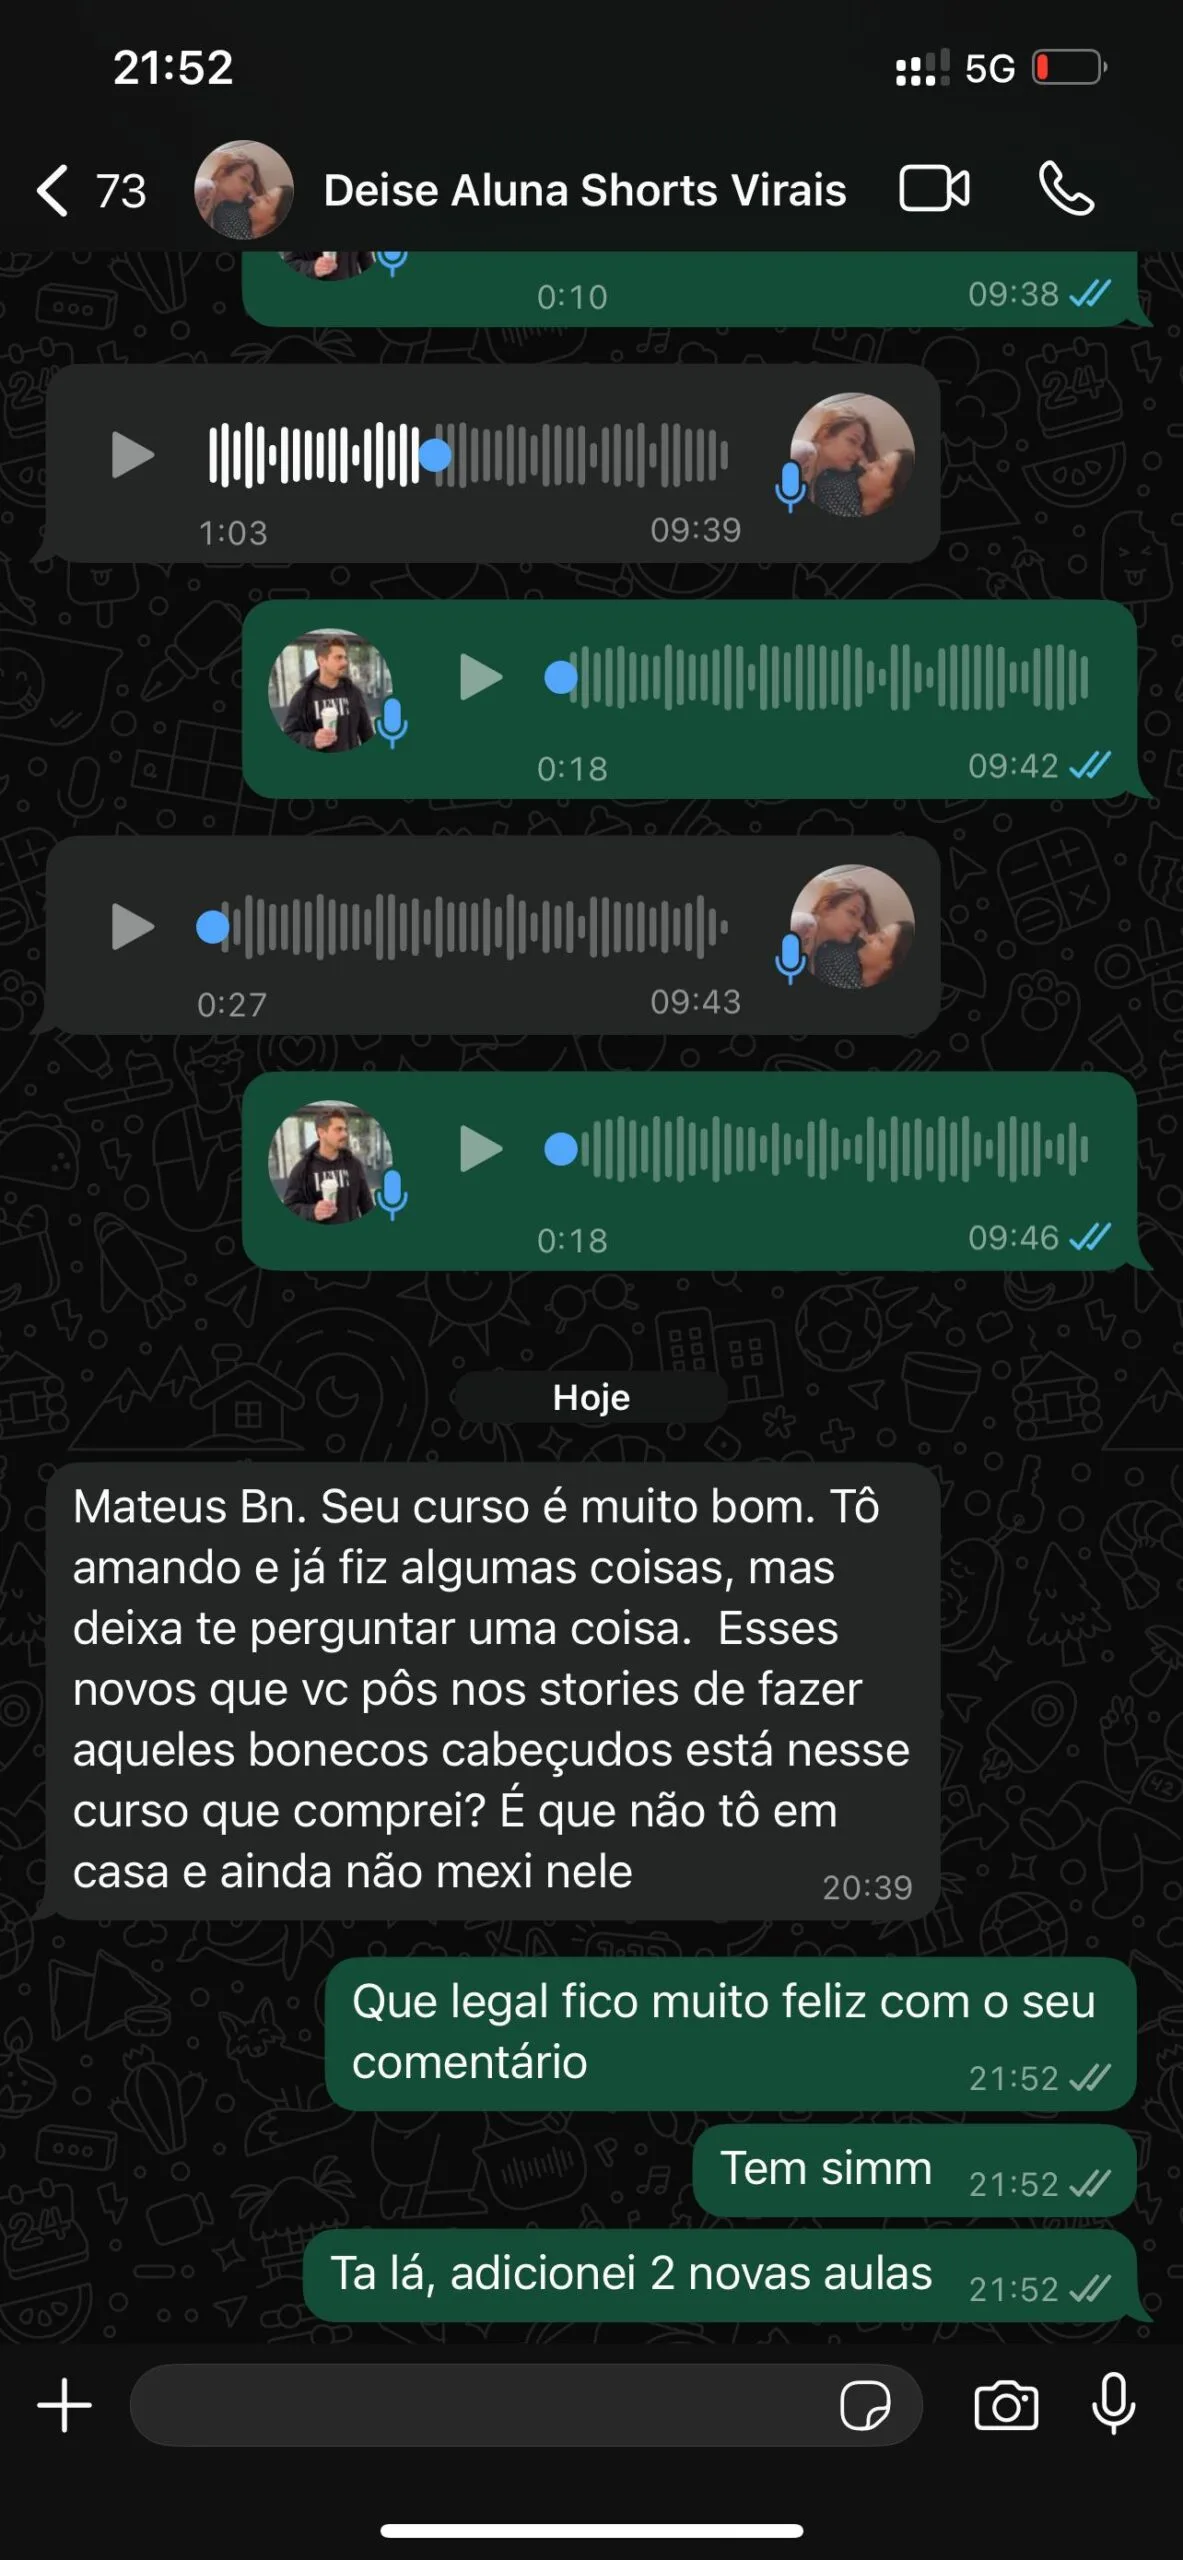 21:52
5G
73
Deise Aluna Shorts Virais
0:10
09:38
1:03
09:39
0:18
09:42
0:27
09:43
0:18
09:46
Hoje
Mateus Bn. Seu curso é muito bom. Tô
amando e já fiz algumas coisas, mas
deixa te perguntar uma coisa.  Esses
novos que vc pôs nos stories de fazer
aqueles bonecos cabeçudos está nesse
curso que comprei? É que não tô em
casa e ainda não mexi nele
20:39
Que legal fico muito feliz com o seu
comentário
21:52
Tem simm
21:52
Ta lá, adicionei 2 novas aulas
21:52